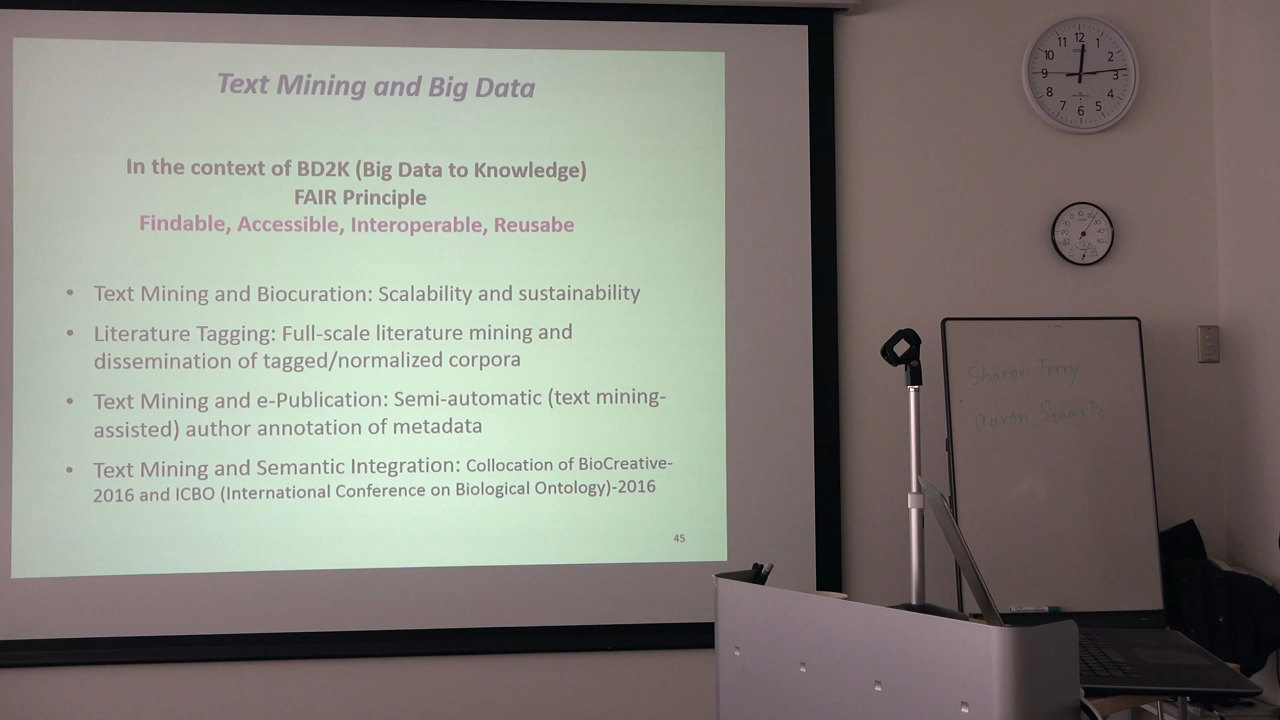 Text Mining and Big Data
In the context of BD2K (Big Data to Knowledge)
FAIR Principle
Findable, Accessible, Interoperable, Reusabe
• Text Mining and Biocuration: Scalability and sustainability
• Literature Tagging: Full-scale literature mining and
dissemination of tagged/normalized corpora
• Text Mining and e-Publication: Semi-automatic (text mining-
assisted) author annotation of metadata
• Text Mining and Semantic Integration: Collocation of BioCreative-
2016 and ICBO (International Conference on Biological Ontology)-2016
45
12
1
2
3
4
5
6
7
8
9
10
11
Sharon Terry
aaron Swartz